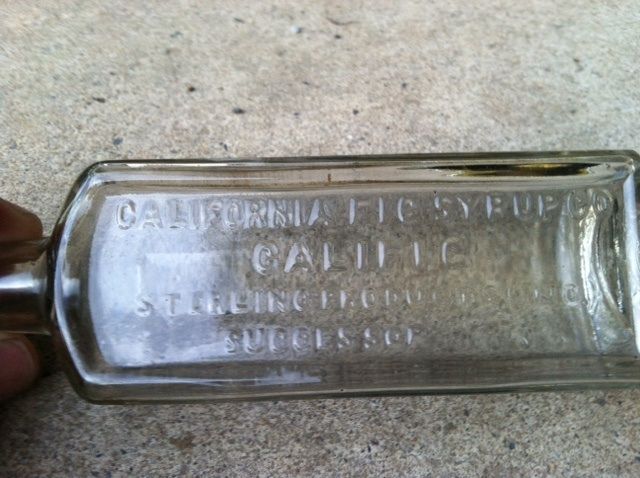 CALIFORNIA FIG SYRUP CO
CALIFIG
STERLING PRODUCTS INC.
SUCCESSOR